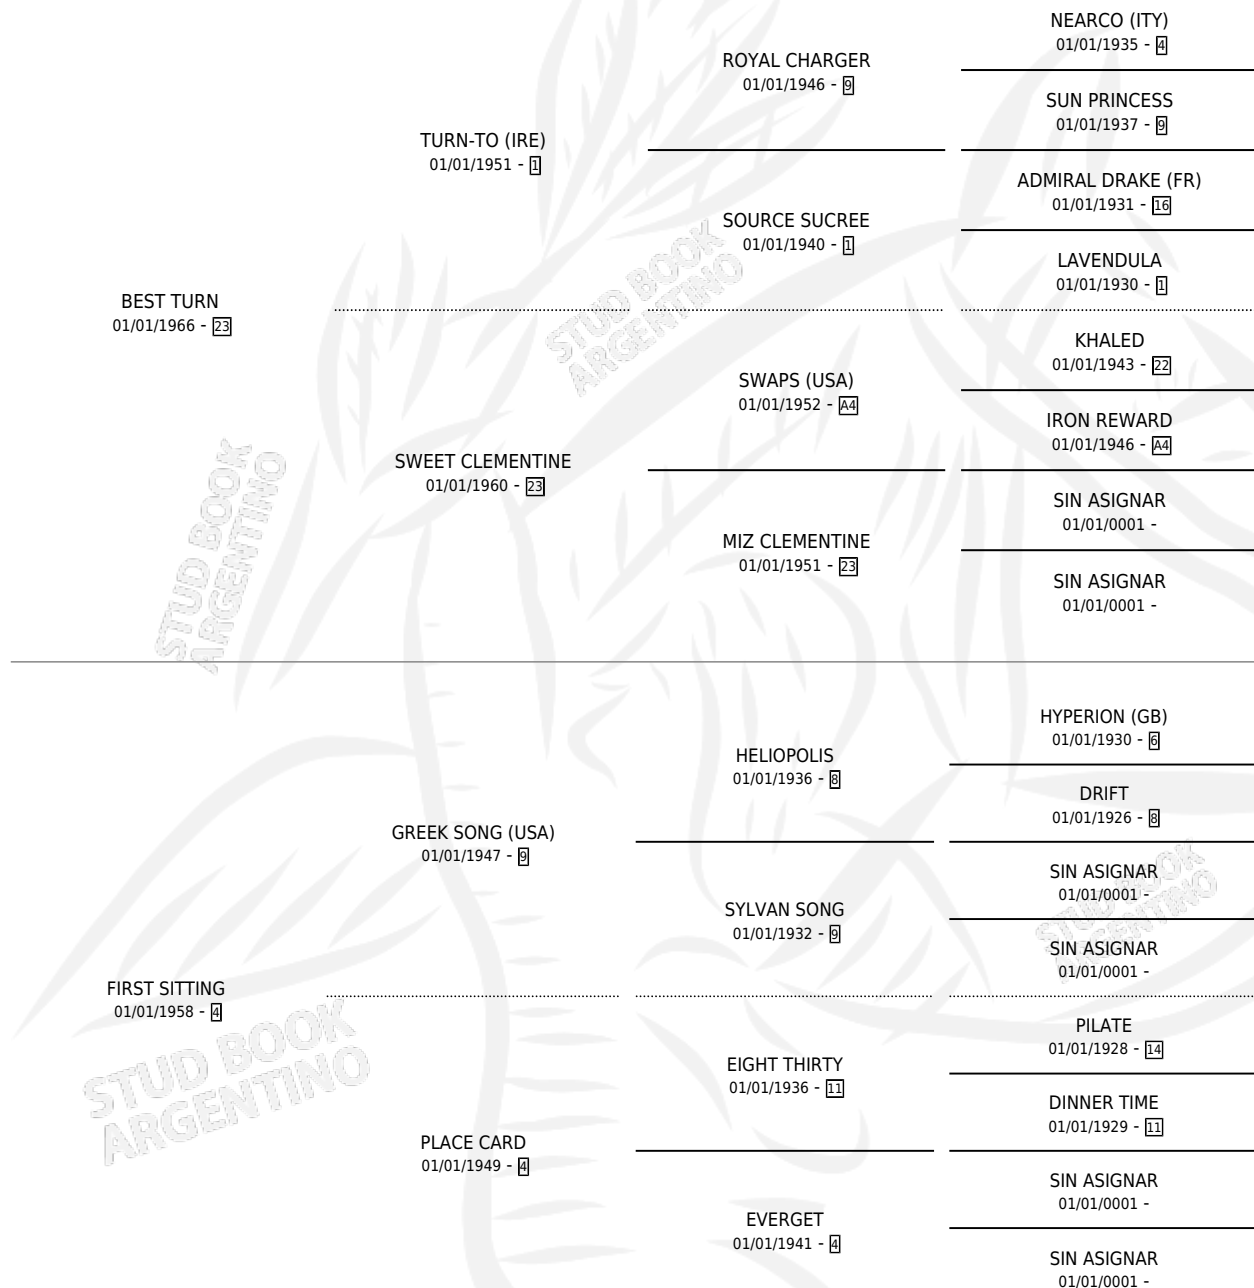 NEARCO (ITY)
01/01/1935 - 4
ROYAL CHARGER
01/01/1946 - 9
SUN PRINCESS
01/01/1937 - 9
TURN-TO (IRE)
01/01/1951 - 1
ADMIRAL DRAKE (FR)
01/01/1931 - 16
SOURCE SUCREE
01/01/1940 - 1
LAVENDULA
01/01/1930 - 1
BEST TURN
01/01/1966 - 23
KHALED
01/01/1943 - 22
SWAPS (USA)
01/01/1952 - A4
IRON REWARD
01/01/1946 - A4
SWEET CLEMENTINE
01/01/1960 - 23
SIN ASIGNAR
01/01/0001 -
MIZ CLEMENTINE
01/01/1951 - 23
SIN ASIGNAR
01/01/0001 -
HYPERION (GB)
01/01/1930 - 6
HELIOPOLIS
01/01/1936 - 8
DRIFT
01/01/1926 - 8
GREEK SONG (USA)
01/01/1947 - 9
SIN ASIGNAR
01/01/0001 -
SYLVAN SONG
01/01/1932 - 9
SIN ASIGNAR
01/01/0001 -
FIRST SITTING
01/01/1958 - 4
PILATE
01/01/1928 - 14
EIGHT THIRTY
01/01/1936 - 11
DINNER TIME
01/01/1929 - 11
PLACE CARD
01/01/1949 - 4
SIN ASIGNAR
01/01/0001 -
EVERGET
01/01/1941 - 4
SIN ASIGNAR
01/01/0001 -
STUD BOOK
ARGENTINO
STUD BOOK
ARGENTINO
STUD BOOK
ARGENTINO
STUD BOOK
ARGENTINO